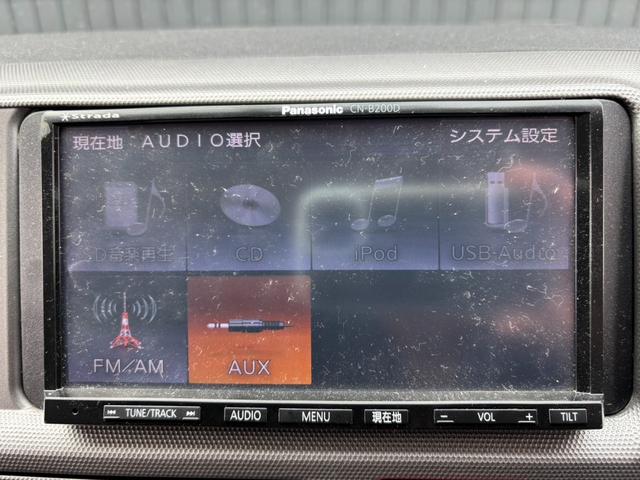 Strada Panasonic CN-B200D
現在地 AUDIO選択 システム設定
SD音楽再生 CD iPod USB-Audio
FM/AM AUX
TUNE/TRACK AUDIO MENU 現在地 − VOL + TILT